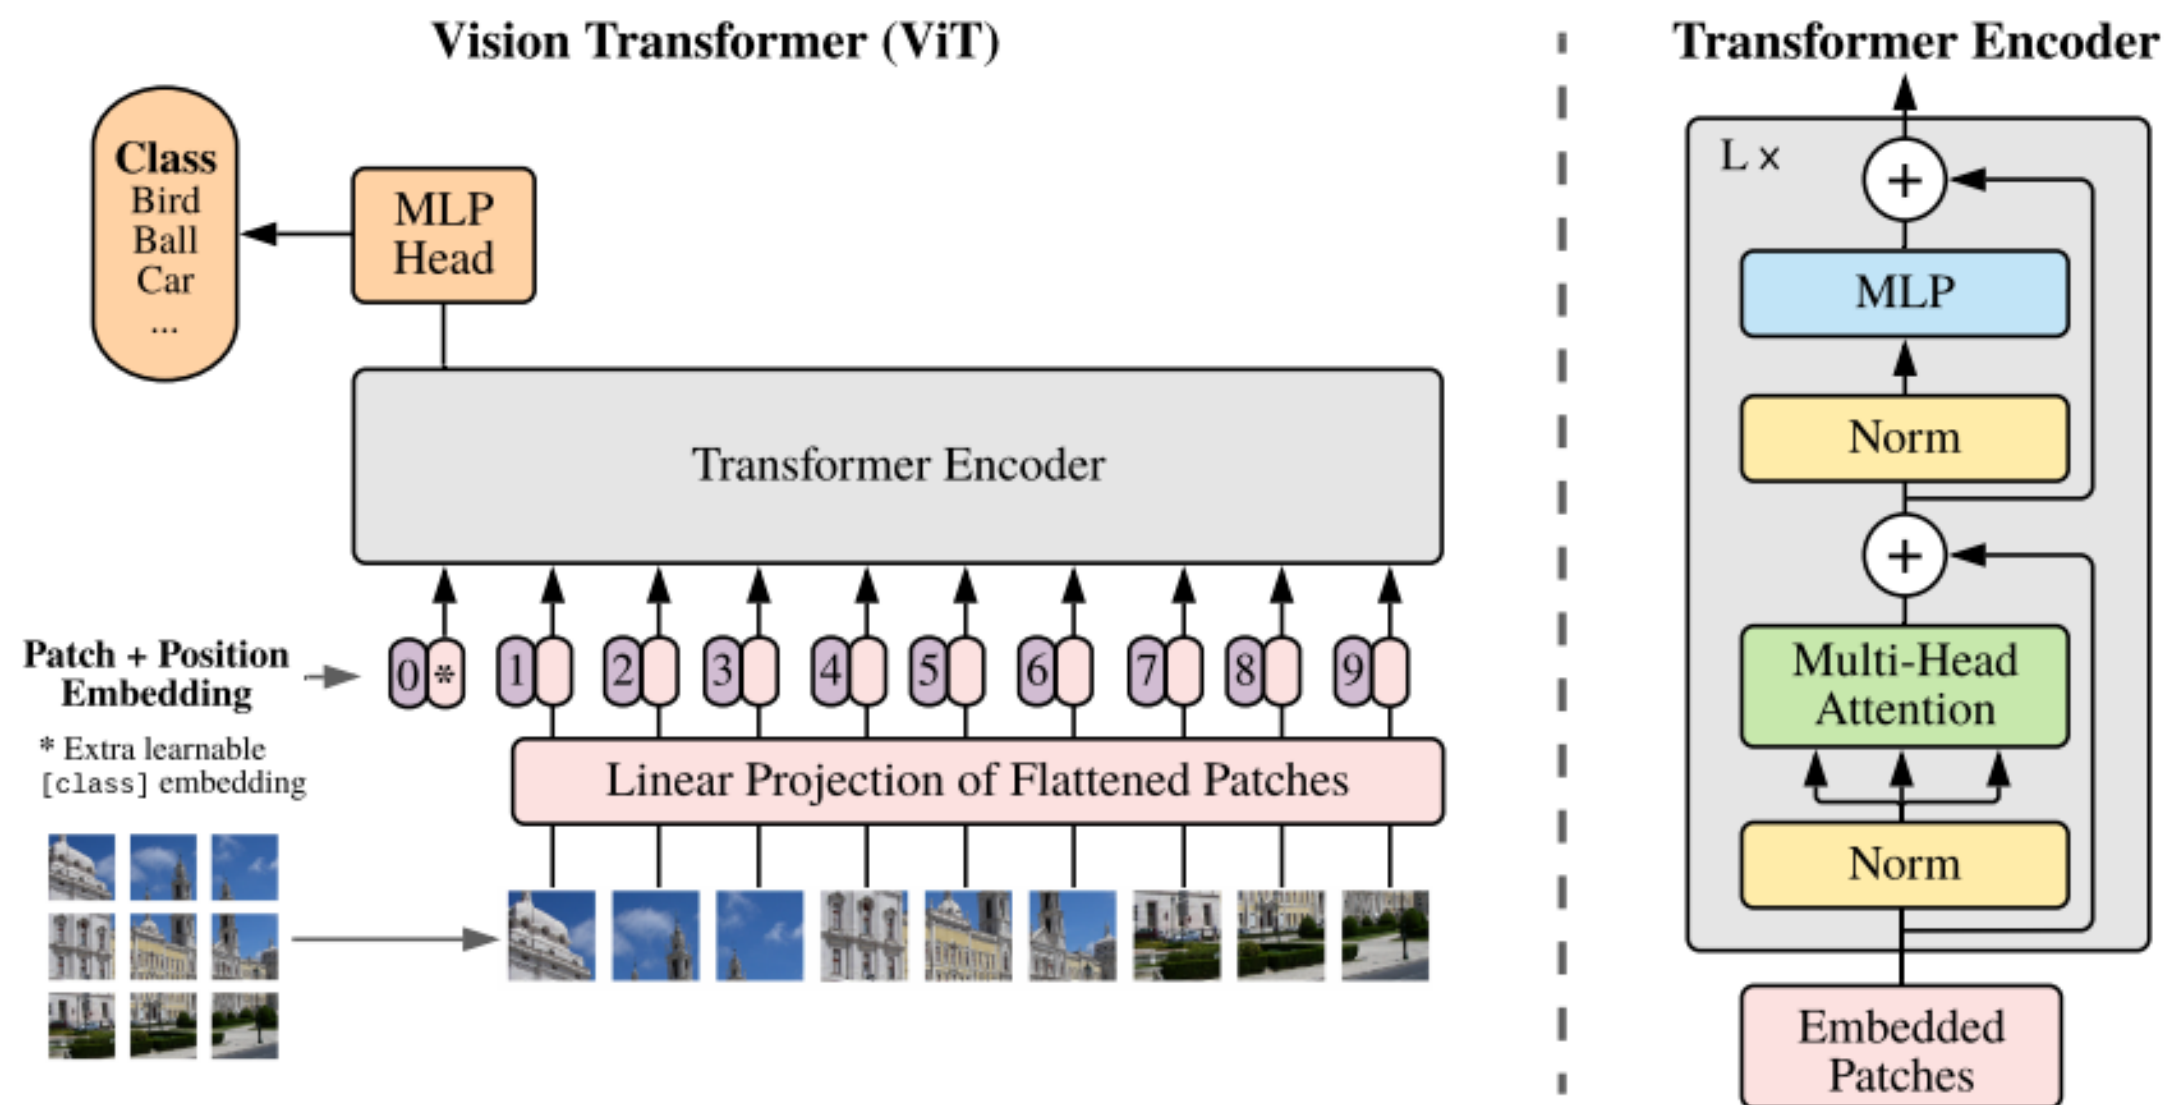 Vision Transformer (ViT)
Class
Bird
Ball
Car
...
MLP
Head
Transformer Encoder
Patch + Position
Embedding
0 *
1
2
3
4
5
6
7
8
9
* Extra learnable
[class] embedding
Linear Projection of Flattened Patches
Transformer Encoder
L x
+
MLP
Norm
+
Multi-Head
Attention
Norm
Embedded
Patches